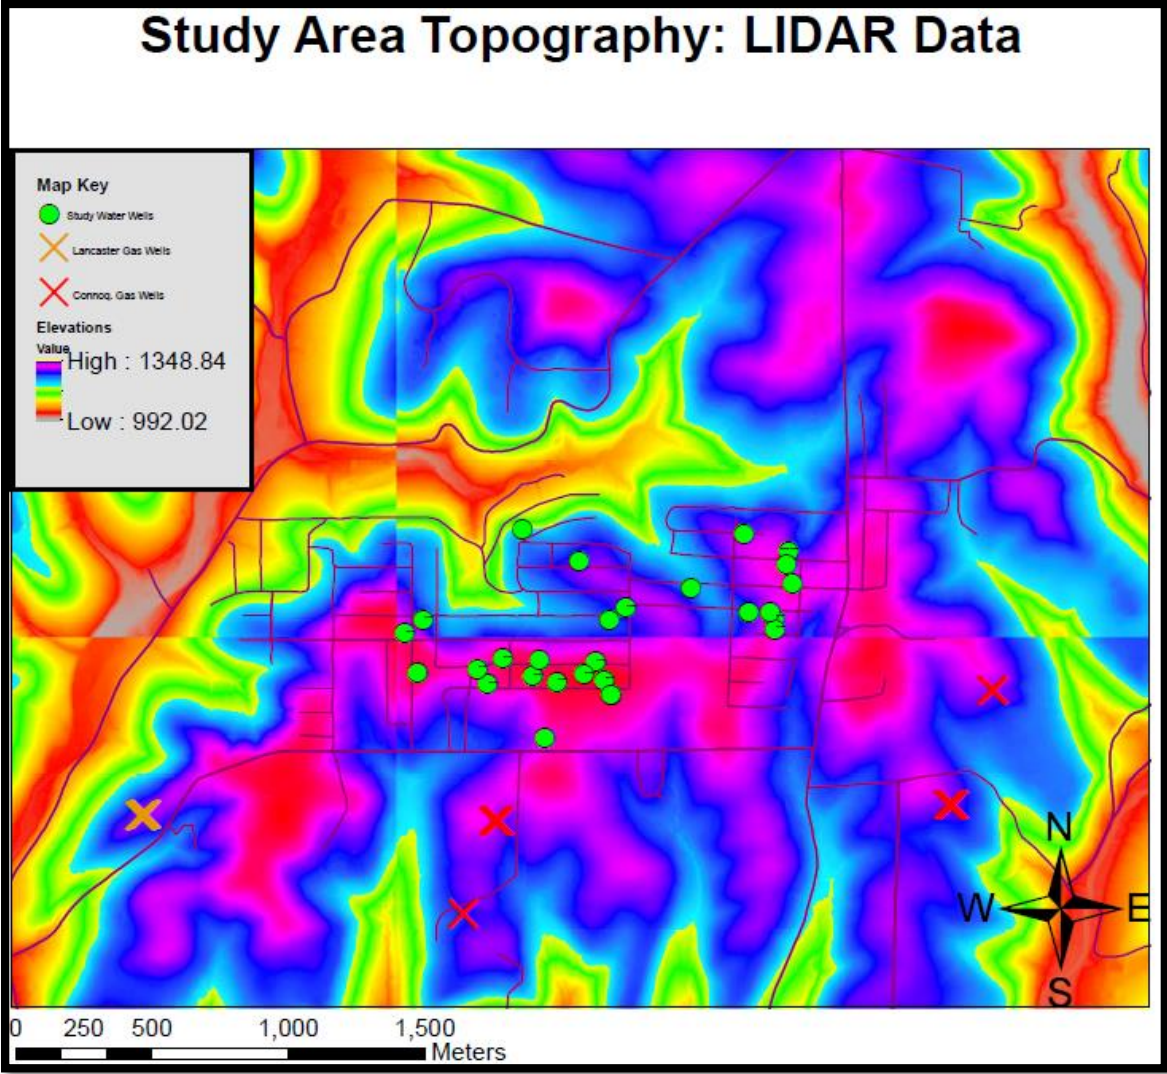 Study Area Topography: LIDAR Data
Map Key
Study Water Wells
Lancaster Gas Wells
Connoq. Gas Wells
Elevations
Value
High : 1348.84
Low : 992.02
N
W E
S
0 250 500 1,000 1,500
Meters